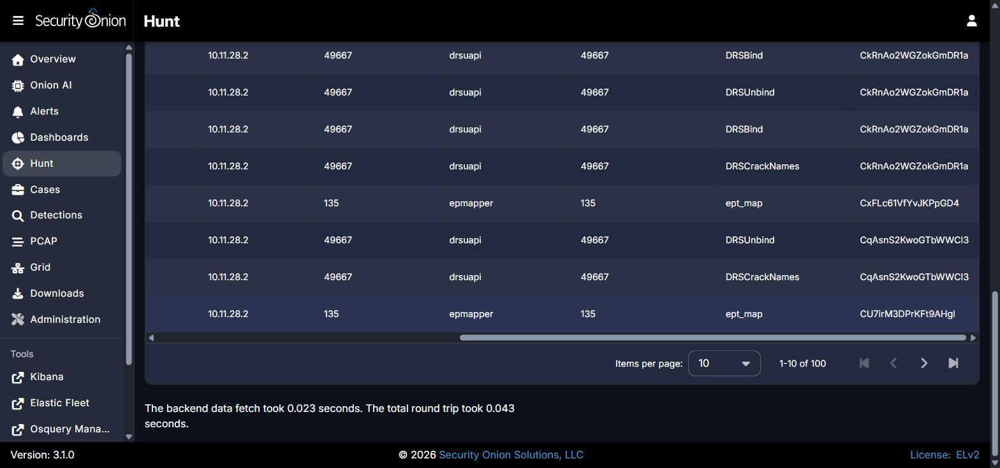 Security Onion
Hunt
Overview
Onion AI
Alerts
Dashboards
Hunt
Cases
Detections
PCAP
Grid
Downloads
Administration
Tools
Kibana
Elastic Fleet
Osquery Mana...
10.11.28.2 49667 drsuapi 49667 DRSBind CkRnAo2WGZokGmDR1a
10.11.28.2 49667 drsuapi 49667 DRSUnbind CkRnAo2WGZokGmDR1a
10.11.28.2 49667 drsuapi 49667 DRSBind CkRnAo2WGZokGmDR1a
10.11.28.2 49667 drsuapi 49667 DRSCrackNames CkRnAo2WGZokGmDR1a
10.11.28.2 135 epmapper 135 ept_map CxFLc61VfYvJKPpGD4
10.11.28.2 49667 drsuapi 49667 DRSUnbind CqAsnS2KwoGTbWWCl3
10.11.28.2 49667 drsuapi 49667 DRSCrackNames CqAsnS2KwoGTbWWCl3
10.11.28.2 135 epmapper 135 ept_map CU7irM3DPrKFt9AHgl
Items per page: 10 1-10 of 100
The backend data fetch took 0.023 seconds. The total round trip took 0.043
seconds.
Version: 3.1.0
© 2026 Security Onion Solutions, LLC
License: ELv2